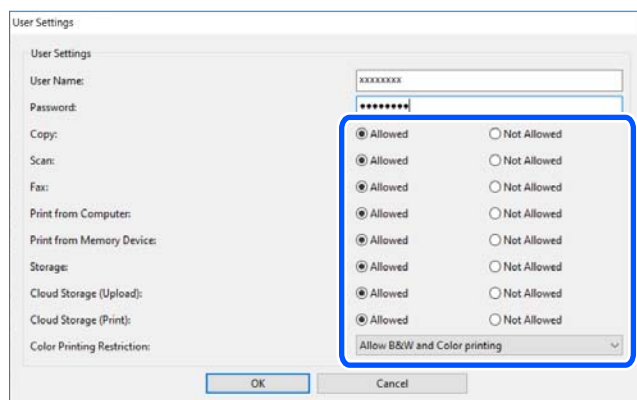 User Settings
User Settings
User Name: xxxxxxxx
Password: ••••••••
Copy: Allowed Not Allowed
Scan: Allowed Not Allowed
Fax: Allowed Not Allowed
Print from Computer: Allowed Not Allowed
Print from Memory Device: Allowed Not Allowed
Storage: Allowed Not Allowed
Cloud Storage (Upload): Allowed Not Allowed
Cloud Storage (Print): Allowed Not Allowed
Color Printing Restriction: Allow B&W and Color printing
OK Cancel